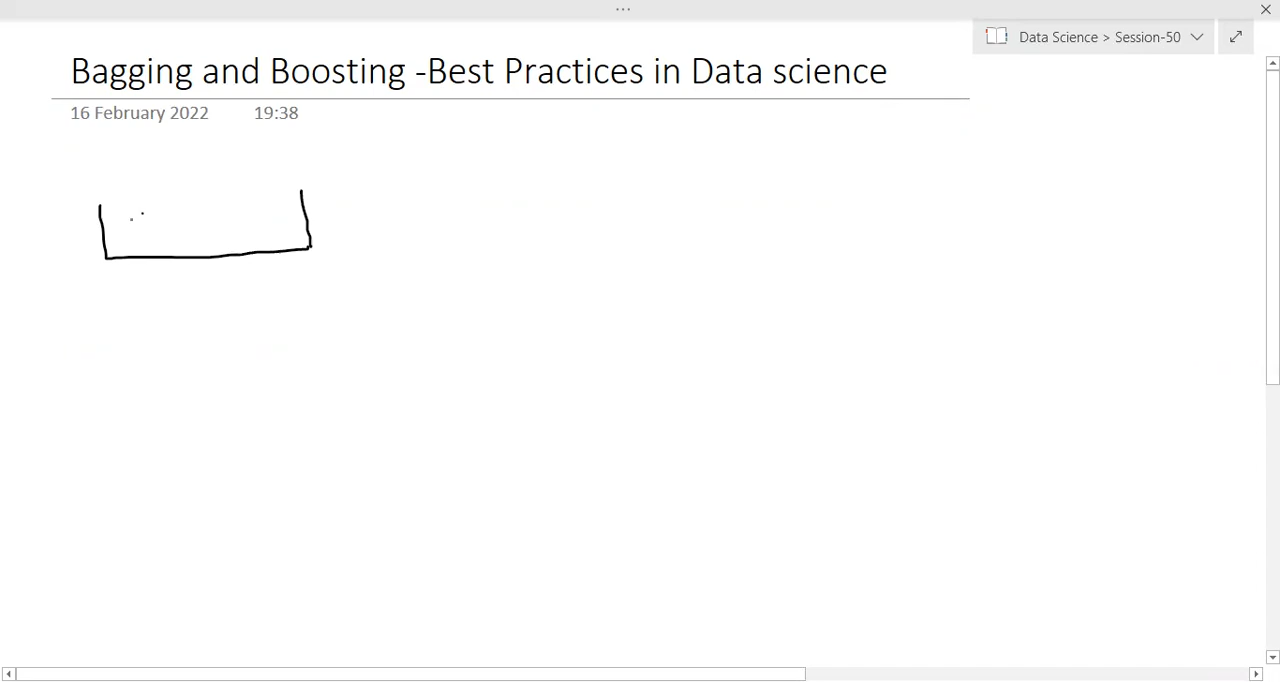 Data Science > Session-50
Bagging and Boosting -Best Practices in Data science
16 February 2022 19:38